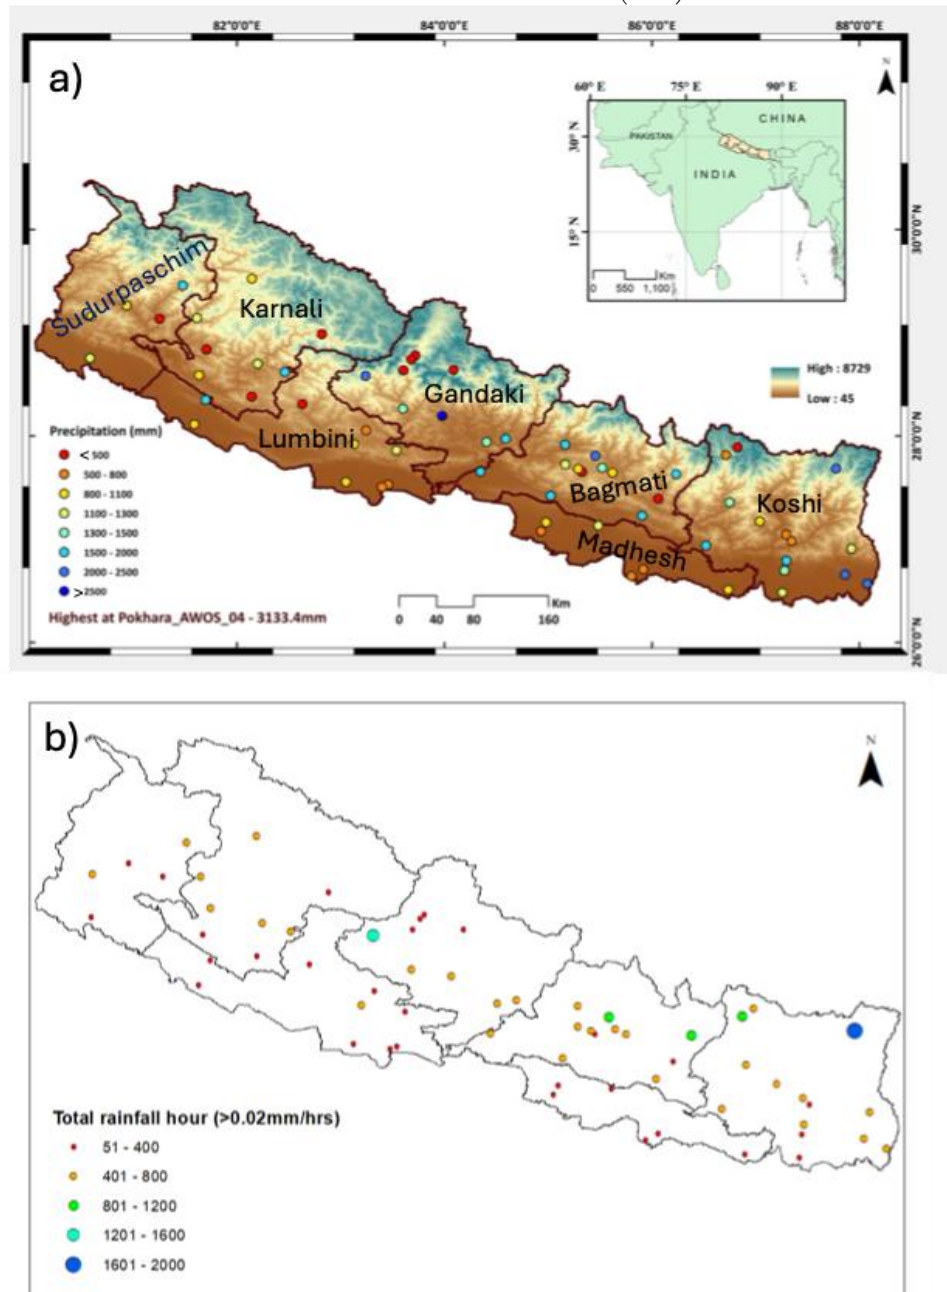 82°0'0"E 84°0'0"E 86°0'0"E 88°0'0"E
a)
N
60° E 75° E 90° E
CHINA
PAKISTAN
INDIA
30° N
15° N
Km
0 550 1,100
30°0'0"N
28°0'0"N
26°0'0"N
Sudurpaschim
Karnali
Gandaki
Lumbini
Bagmati
Koshi
Madhesh
High : 8729
Low : 45
Precipitation (mm)
< 500
500 - 800
800 - 1100
1100 - 1300
1300 - 1500
1500 - 2000
2000 - 2500
>2500
Highest at Pokhara_AWOS_04 - 3133.4mm
Km
0 40 80 160
b)
N
Total rainfall hour (>0.02mm/hrs)
51 - 400
401 - 800
801 - 1200
1201 - 1600
1601 - 2000